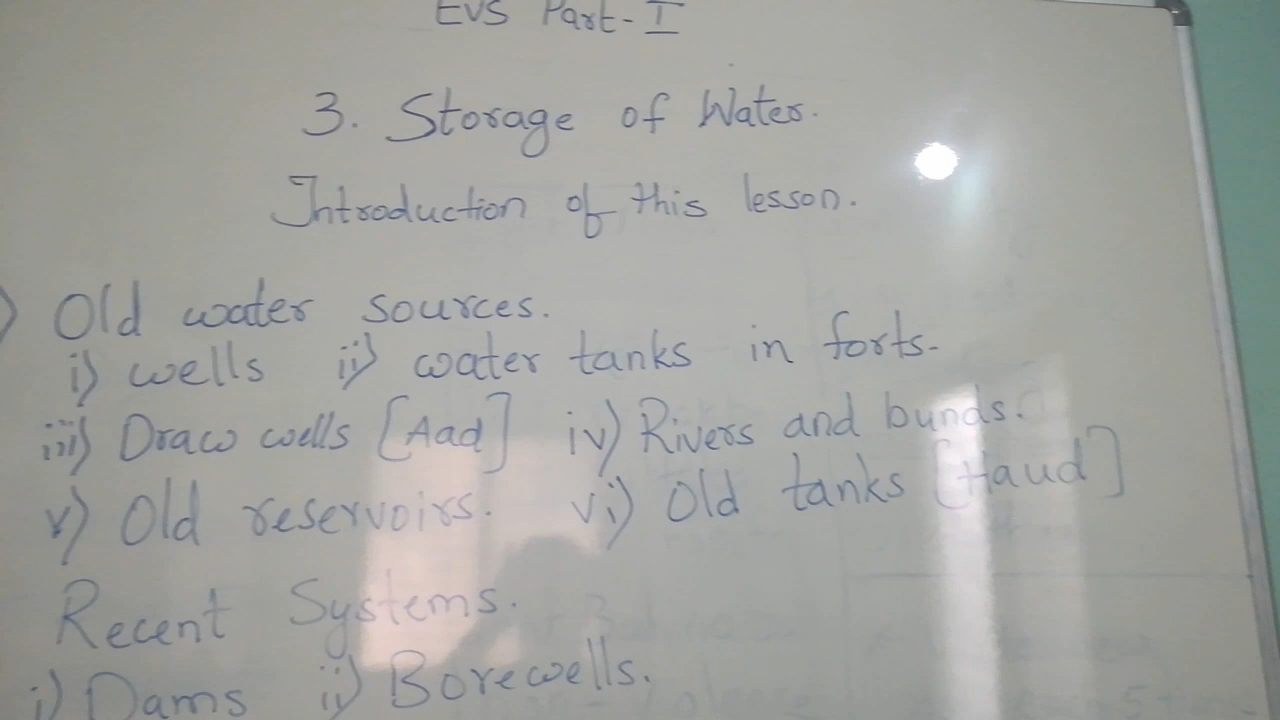 EVS Part-I
3. Storage of Water.
Introduction of this lesson.
) Old water sources.
i) wells ii) water tanks in forts.
iii) Draw wells [Aad] iv) Rivers and bunds.
v) Old reservoirs. vi) Old tanks [Haud]
Recent Systems.
i) Dams ii) Borewells.